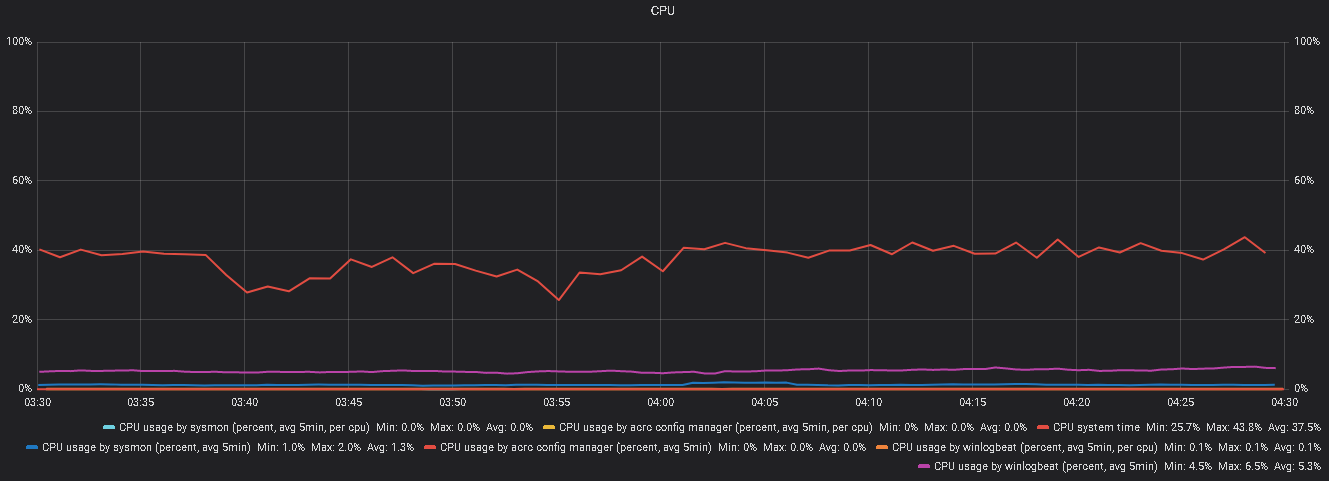 CPU
100% 100%
80% 80%
60% 60%
40% 40%
20% 20%
0% 0%
03:30 03:35 03:40 03:45 03:50 03:55 04:00 04:05 04:10 04:15 04:20 04:25 04:30
CPU usage by sysmon (percent, avg 5min, per cpu) Min: 0.0% Max: 0.0% Avg: 0.0% CPU usage by acrc config manager (percent, avg 5min, per cpu) Min: 0% Max: 0.0% Avg: 0.0% CPU system time Min: 25.7% Max: 43.8% Avg: 37.5%
CPU usage by sysmon (percent, avg 5min) Min: 1.0% Max: 2.0% Avg: 1.3% CPU usage by acrc config manager (percent, avg 5min) Min: 0% Max: 0.0% Avg: 0.0% CPU usage by winlogbeat (percent, avg 5min, per cpu) Min: 0.1% Max: 0.1% Avg: 0.1%
CPU usage by winlogbeat (percent, avg 5min) Min: 4.5% Max: 6.5% Avg: 5.3%